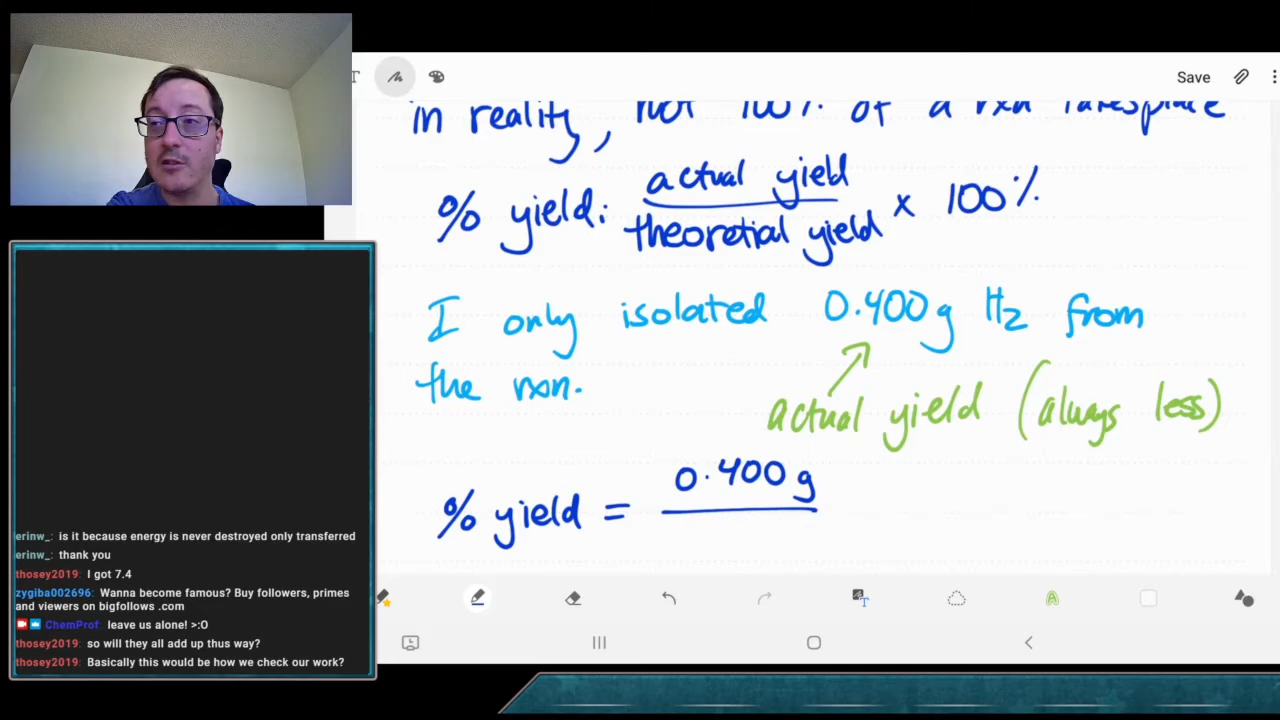 T
Save
in reality, not 100% of a rxn takesplace
% yield: actual yield
theoretial yield x 100%
I only isolated 0.400g H2 from
the rxn.
actual yield (always less)
% yield = 0.400 g
erinw_: is it because energy is never destroyed only transferred
erinw_: thank you
thosey2019: I got 7.4
zygiba002696: Wanna become famous? Buy followers, primes
and viewers on bigfollows .com
ChemProf: leave us alone! >:O
thosey2019: so will they all add up thus way?
thosey2019: Basically this would be how we check our work?